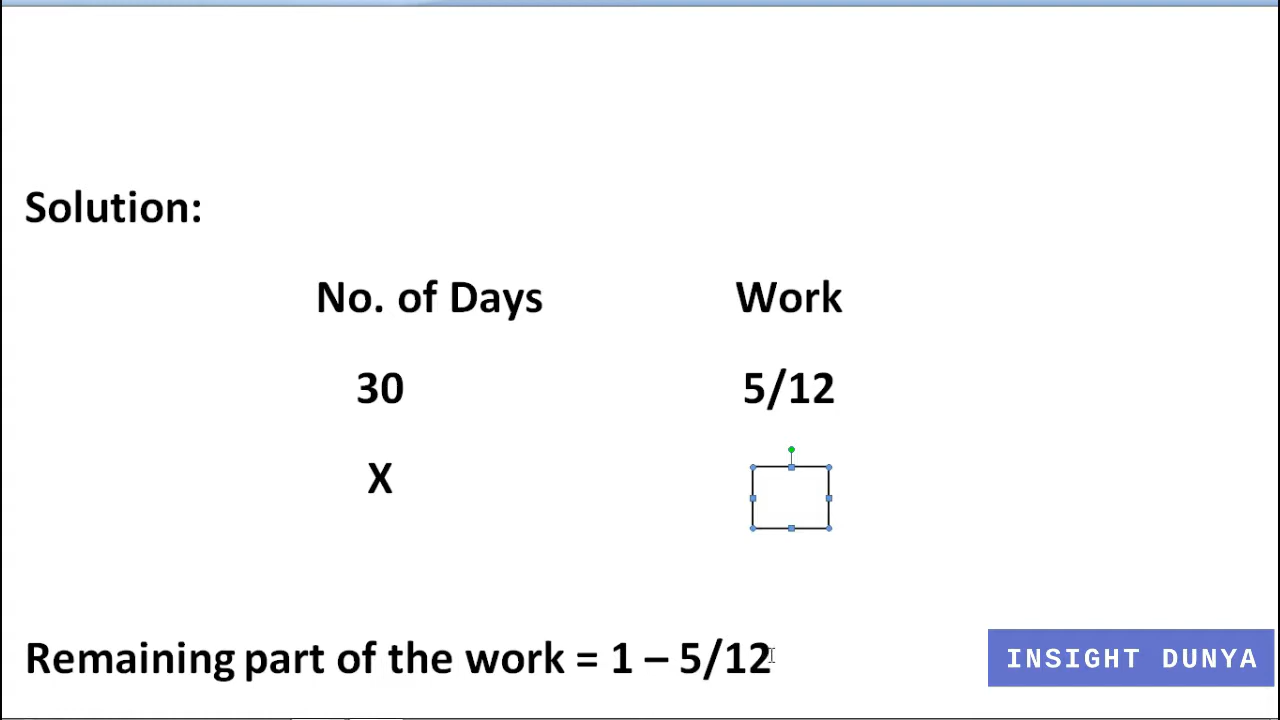 Solution:
No. of Days Work
30 5/12
X
Remaining part of the work = 1 – 5/12
INSIGHT DUNYA